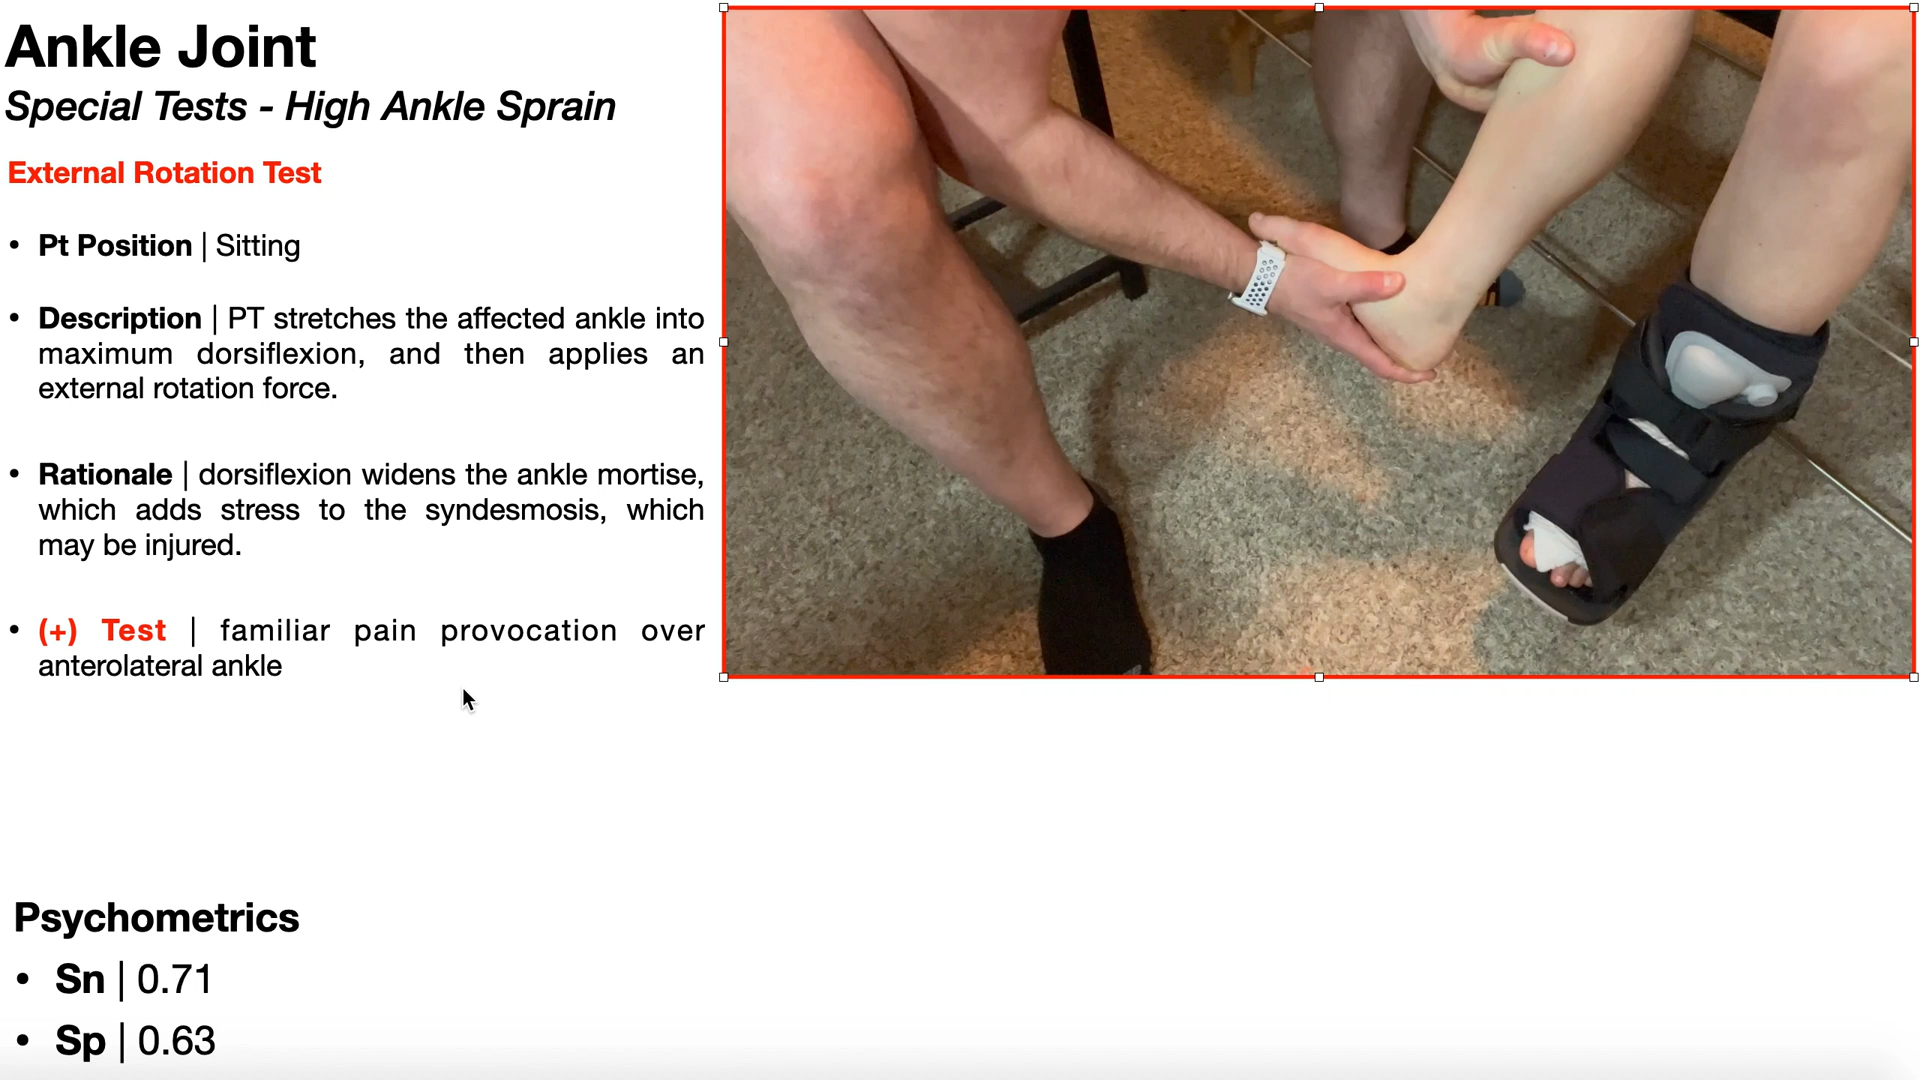 Ankle Joint
Special Tests - High Ankle Sprain
External Rotation Test
• Pt Position | Sitting
• Description | PT stretches the affected ankle into
maximum dorsiflexion, and then applies an
external rotation force.
• Rationale | dorsiflexion widens the ankle mortise,
which adds stress to the syndesmosis, which
may be injured.
• (+) Test | familiar pain provocation over
anterolateral ankle
Psychometrics
• Sn | 0.71
• Sp | 0.63